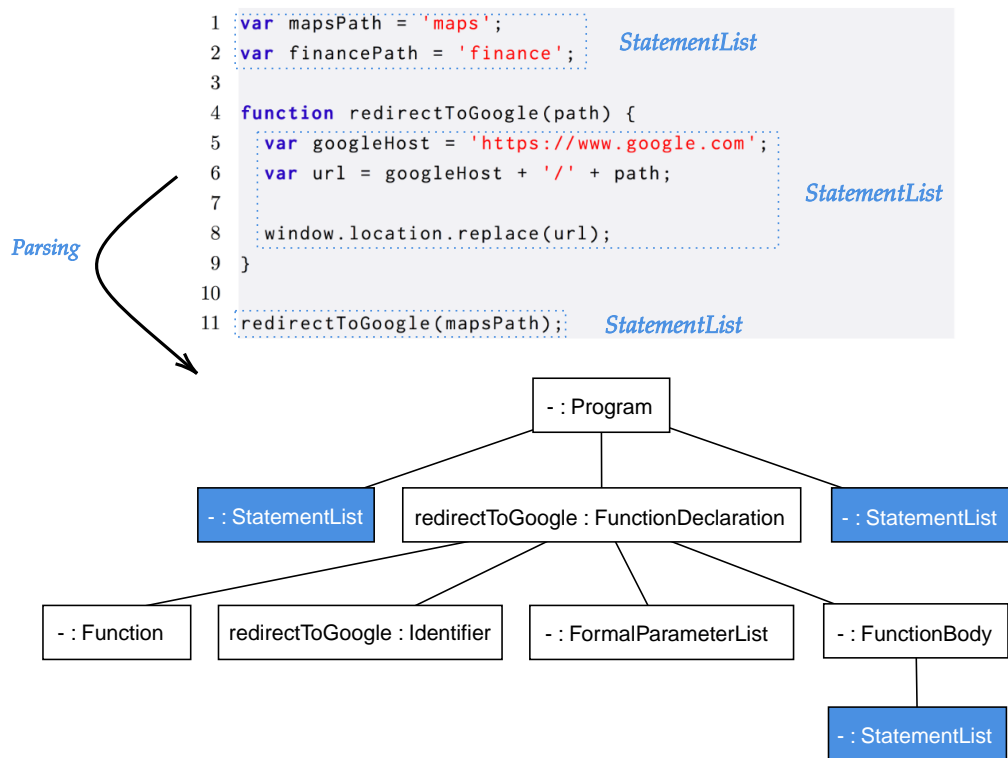 1 var mapsPath = 'maps';
2 var financePath = 'finance';
StatementList
3
4 function redirectToGoogle(path) {
5 var googleHost = 'https://www.google.com';
6 var url = googleHost + '/' + path;
StatementList
7
8 window.location.replace(url);
Parsing
9 }
10
11 redirectToGoogle(mapsPath);
StatementList
- : Program
- : StatementList
redirectToGoogle : FunctionDeclaration
- : StatementList
- : Function
redirectToGoogle : Identifier
- : FormalParameterList
- : FunctionBody
- : StatementList